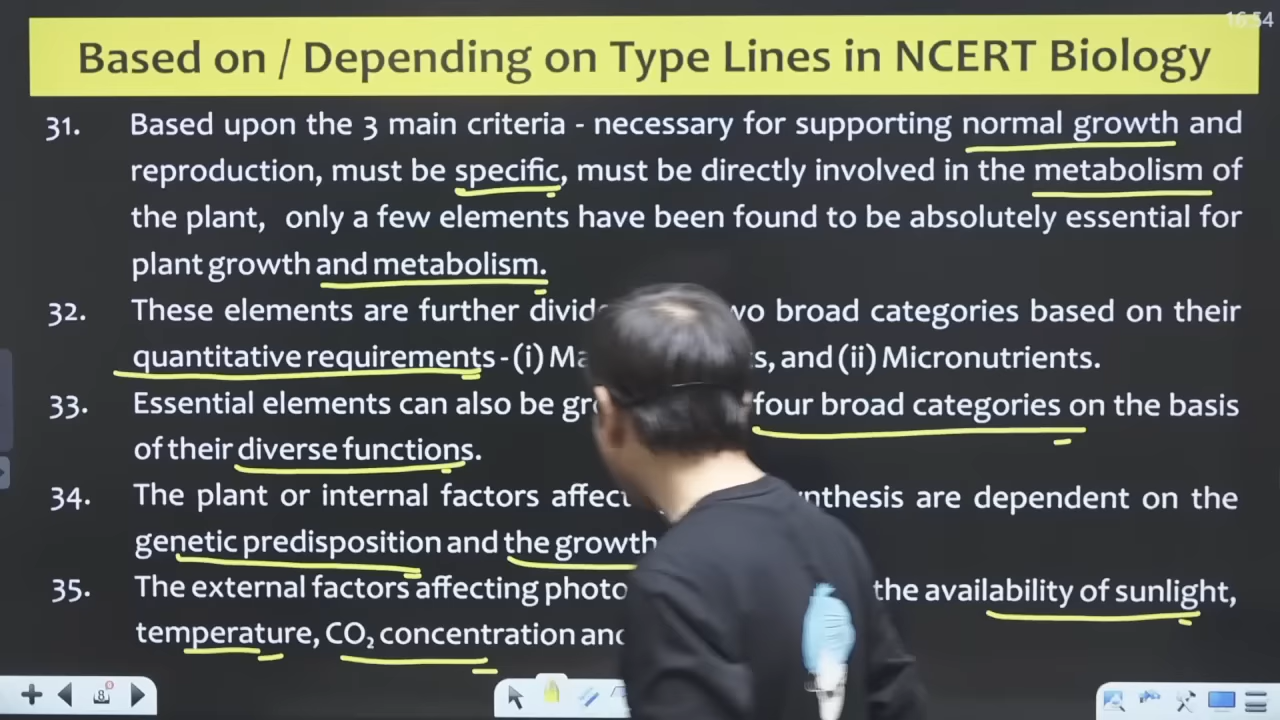 16:54
Based on / Depending on Type Lines in NCERT Biology
31. Based upon the 3 main criteria - necessary for supporting normal growth and
reproduction, must be specific, must be directly involved in the metabolism of
the plant, only a few elements have been found to be absolutely essential for
plant growth and metabolism.
32. These elements are further divid wo broad categories based on their
quantitative requirements - (i) Ma s, and (ii) Micronutrients.
33. Essential elements can also be gr four broad categories on the basis
of their diverse functions.
34. The plant or internal factors affect nthesis are dependent on the
genetic predisposition and the growth
35. The external factors affecting photo the availability of sunlight,
temperature, CO₂ concentration and
8